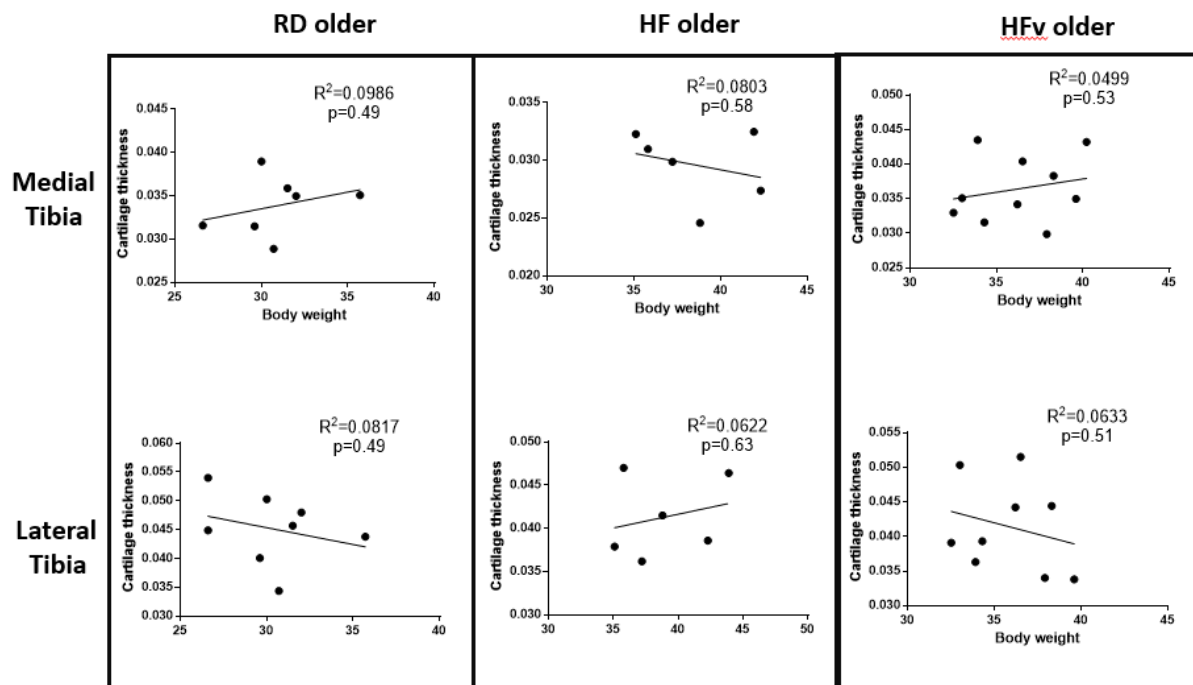 RD older
HF older
HFv older
Medial
Tibia
R²=0.0986
p=0.49
Cartilage thickness
0.045
0.040
0.035
0.030
0.025
25 30 35 40
Body weight
R²=0.0803
p=0.58
Cartilage thickness
0.035
0.030
0.025
0.020
30 35 40 45
Body weight
R²=0.0499
p=0.53
Cartilage thickness
0.050
0.045
0.040
0.035
0.030
0.025
30 35 40 45
Body weight
Lateral
Tibia
R²=0.0817
p=0.49
Cartilage thickness
0.060
0.055
0.050
0.045
0.040
0.035
0.030
25 30 35 40
R²=0.0622
p=0.63
Cartilage thickness
0.050
0.045
0.040
0.035
0.030
30 35 40 45 50
R²=0.0633
p=0.51
Cartilage thickness
0.055
0.050
0.045
0.040
0.035
0.030
30 35 40 45
Body weight